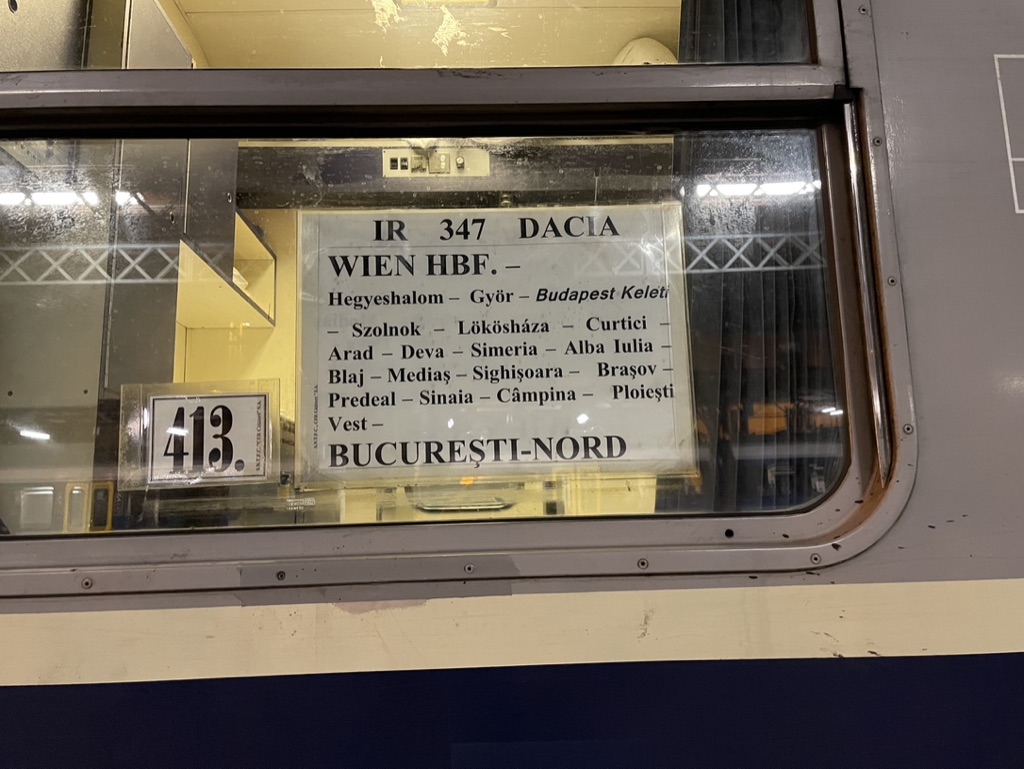 IR 347 DACIA
WIEN HBF. –
Hegyeshalom – Győr – Budapest Keleti
– Szolnok – Lökösháza – Curtici –
Arad – Deva – Simeria – Alba Iulia –
Blaj – Mediaş – Sighişoara – Braşov –
Predeal – Sinaia – Câmpina – Ploieşti
Vest –
BUCUREŞTI-NORD
413.